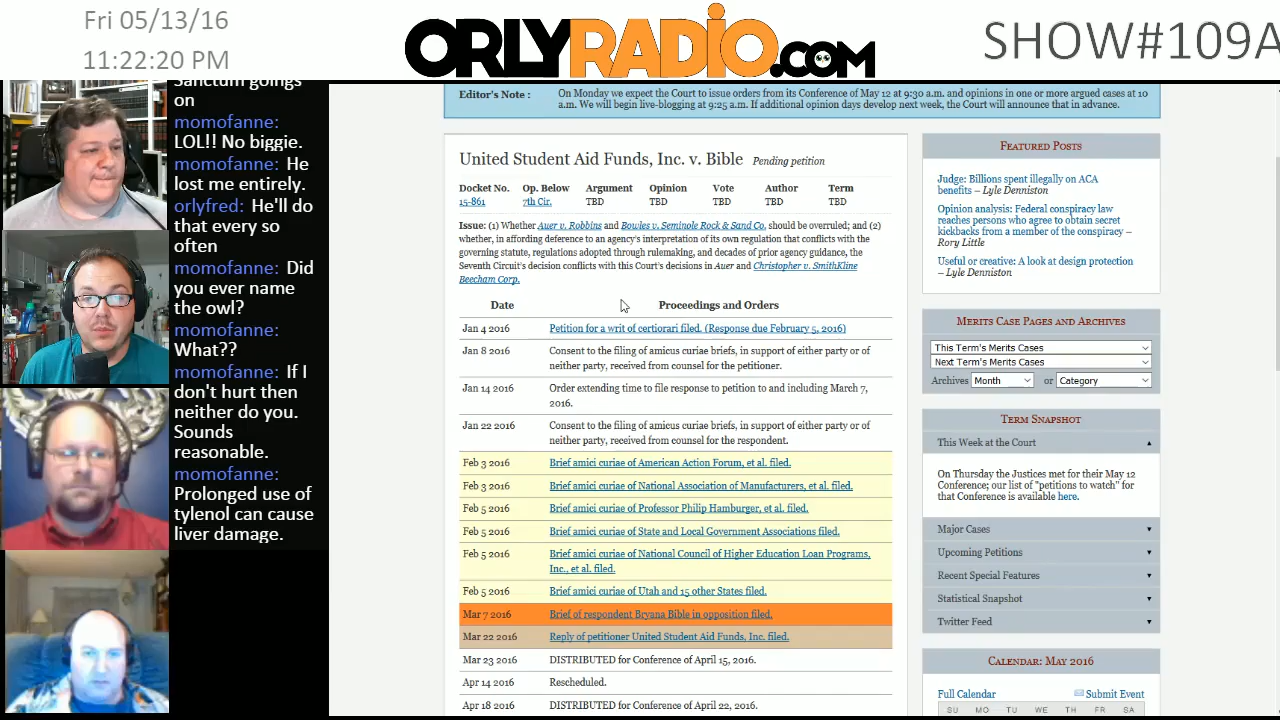 Fri 05/13/16
11:22:20 PM
ORLYRADIO.COM
SHOW#109A
Sanctum goings
on
momofanne:
LOL!! No biggie.
momofanne: He
lost me entirely.
orlyfred: He'll do
that every so
often
momofanne: Did
you ever name
the owl?
momofanne:
What??
momofanne: If I
don't hurt then
neither do you.
Sounds
reasonable.
momofanne:
Prolonged use of
tylenol can cause
liver damage.
Editor's Note : On Monday we expect the Court to issue orders from its Conference of May 12 at 9:30 a.m. and opinions in one or more argued cases at 10
a.m. We will begin live-blogging at 9:25 a.m. If additional opinion days develop next week, the Court will announce that in advance.
United Student Aid Funds, Inc. v. Bible Pending petition
Docket No. Op. Below Argument Opinion Vote Author Term
15-861 7th Cir. TBD TBD TBD TBD TBD
Issue: (1) Whether Auer v. Robbins and Bowles v. Seminole Rock & Sand Co. should be overruled; and (2)
whether, in affording deference to an agency's interpretation of its own regulation that conflicts with the
governing statute, regulations adopted through rulemaking, and decades of prior agency guidance, the
Seventh Circuit's decision conflicts with this Court's decisions in Auer and Christopher v. SmithKline
Beecham Corp.
Date Proceedings and Orders
Jan 4 2016 Petition for a writ of certiorari filed. (Response due February 5, 2016)
Jan 8 2016 Consent to the filing of amicus curiae briefs, in support of either party or of
neither party, received from counsel for the petitioner.
Jan 14 2016 Order extending time to file response to petition to and including March 7,
2016.
Jan 22 2016 Consent to the filing of amicus curiae briefs, in support of either party or of
neither party, received from counsel for the respondent.
Feb 3 2016 Brief amici curiae of American Action Forum, et al. filed.
Feb 3 2016 Brief amici curiae of National Association of Manufacturers, et al. filed.
Feb 5 2016 Brief amici curiae of Professor Philip Hamburger, et al. filed.
Feb 5 2016 Brief amici curiae of State and Local Government Associations filed.
Feb 5 2016 Brief amici curiae of National Council of Higher Education Loan Programs,
Inc., et al. filed.
Feb 5 2016 Brief amici curiae of Utah and 15 other States filed.
Mar 7 2016 Brief of respondent Bryana Bible in opposition filed.
Mar 22 2016 Reply of petitioner United Student Aid Funds, Inc. filed.
Mar 23 2016 DISTRIBUTED for Conference of April 15, 2016.
Apr 14 2016 Rescheduled.
Apr 18 2016 DISTRIBUTED for Conference of April 22, 2016.
Featured Posts
Judge: Billions spent illegally on ACA
benefits – Lyle Denniston
Opinion analysis: Federal conspiracy law
reaches persons who agree to obtain secret
kickbacks from a member of the conspiracy –
Rory Little
Useful or creative: A look at design protection
– Lyle Denniston
Merits Case Pages and Archives
This Term's Merits Cases
Next Term's Merits Cases
Archives Month or Category
Term Snapshot
This Week at the Court
On Thursday the Justices met for their May 12
Conference; our list of "petitions to watch" for
that Conference is available here.
Major Cases
Upcoming Petitions
Recent Special Features
Statistical Snapshot
Twitter Feed
Calendar: May 2016
Full Calendar Submit Event
SU MO TU WE TH FR SA